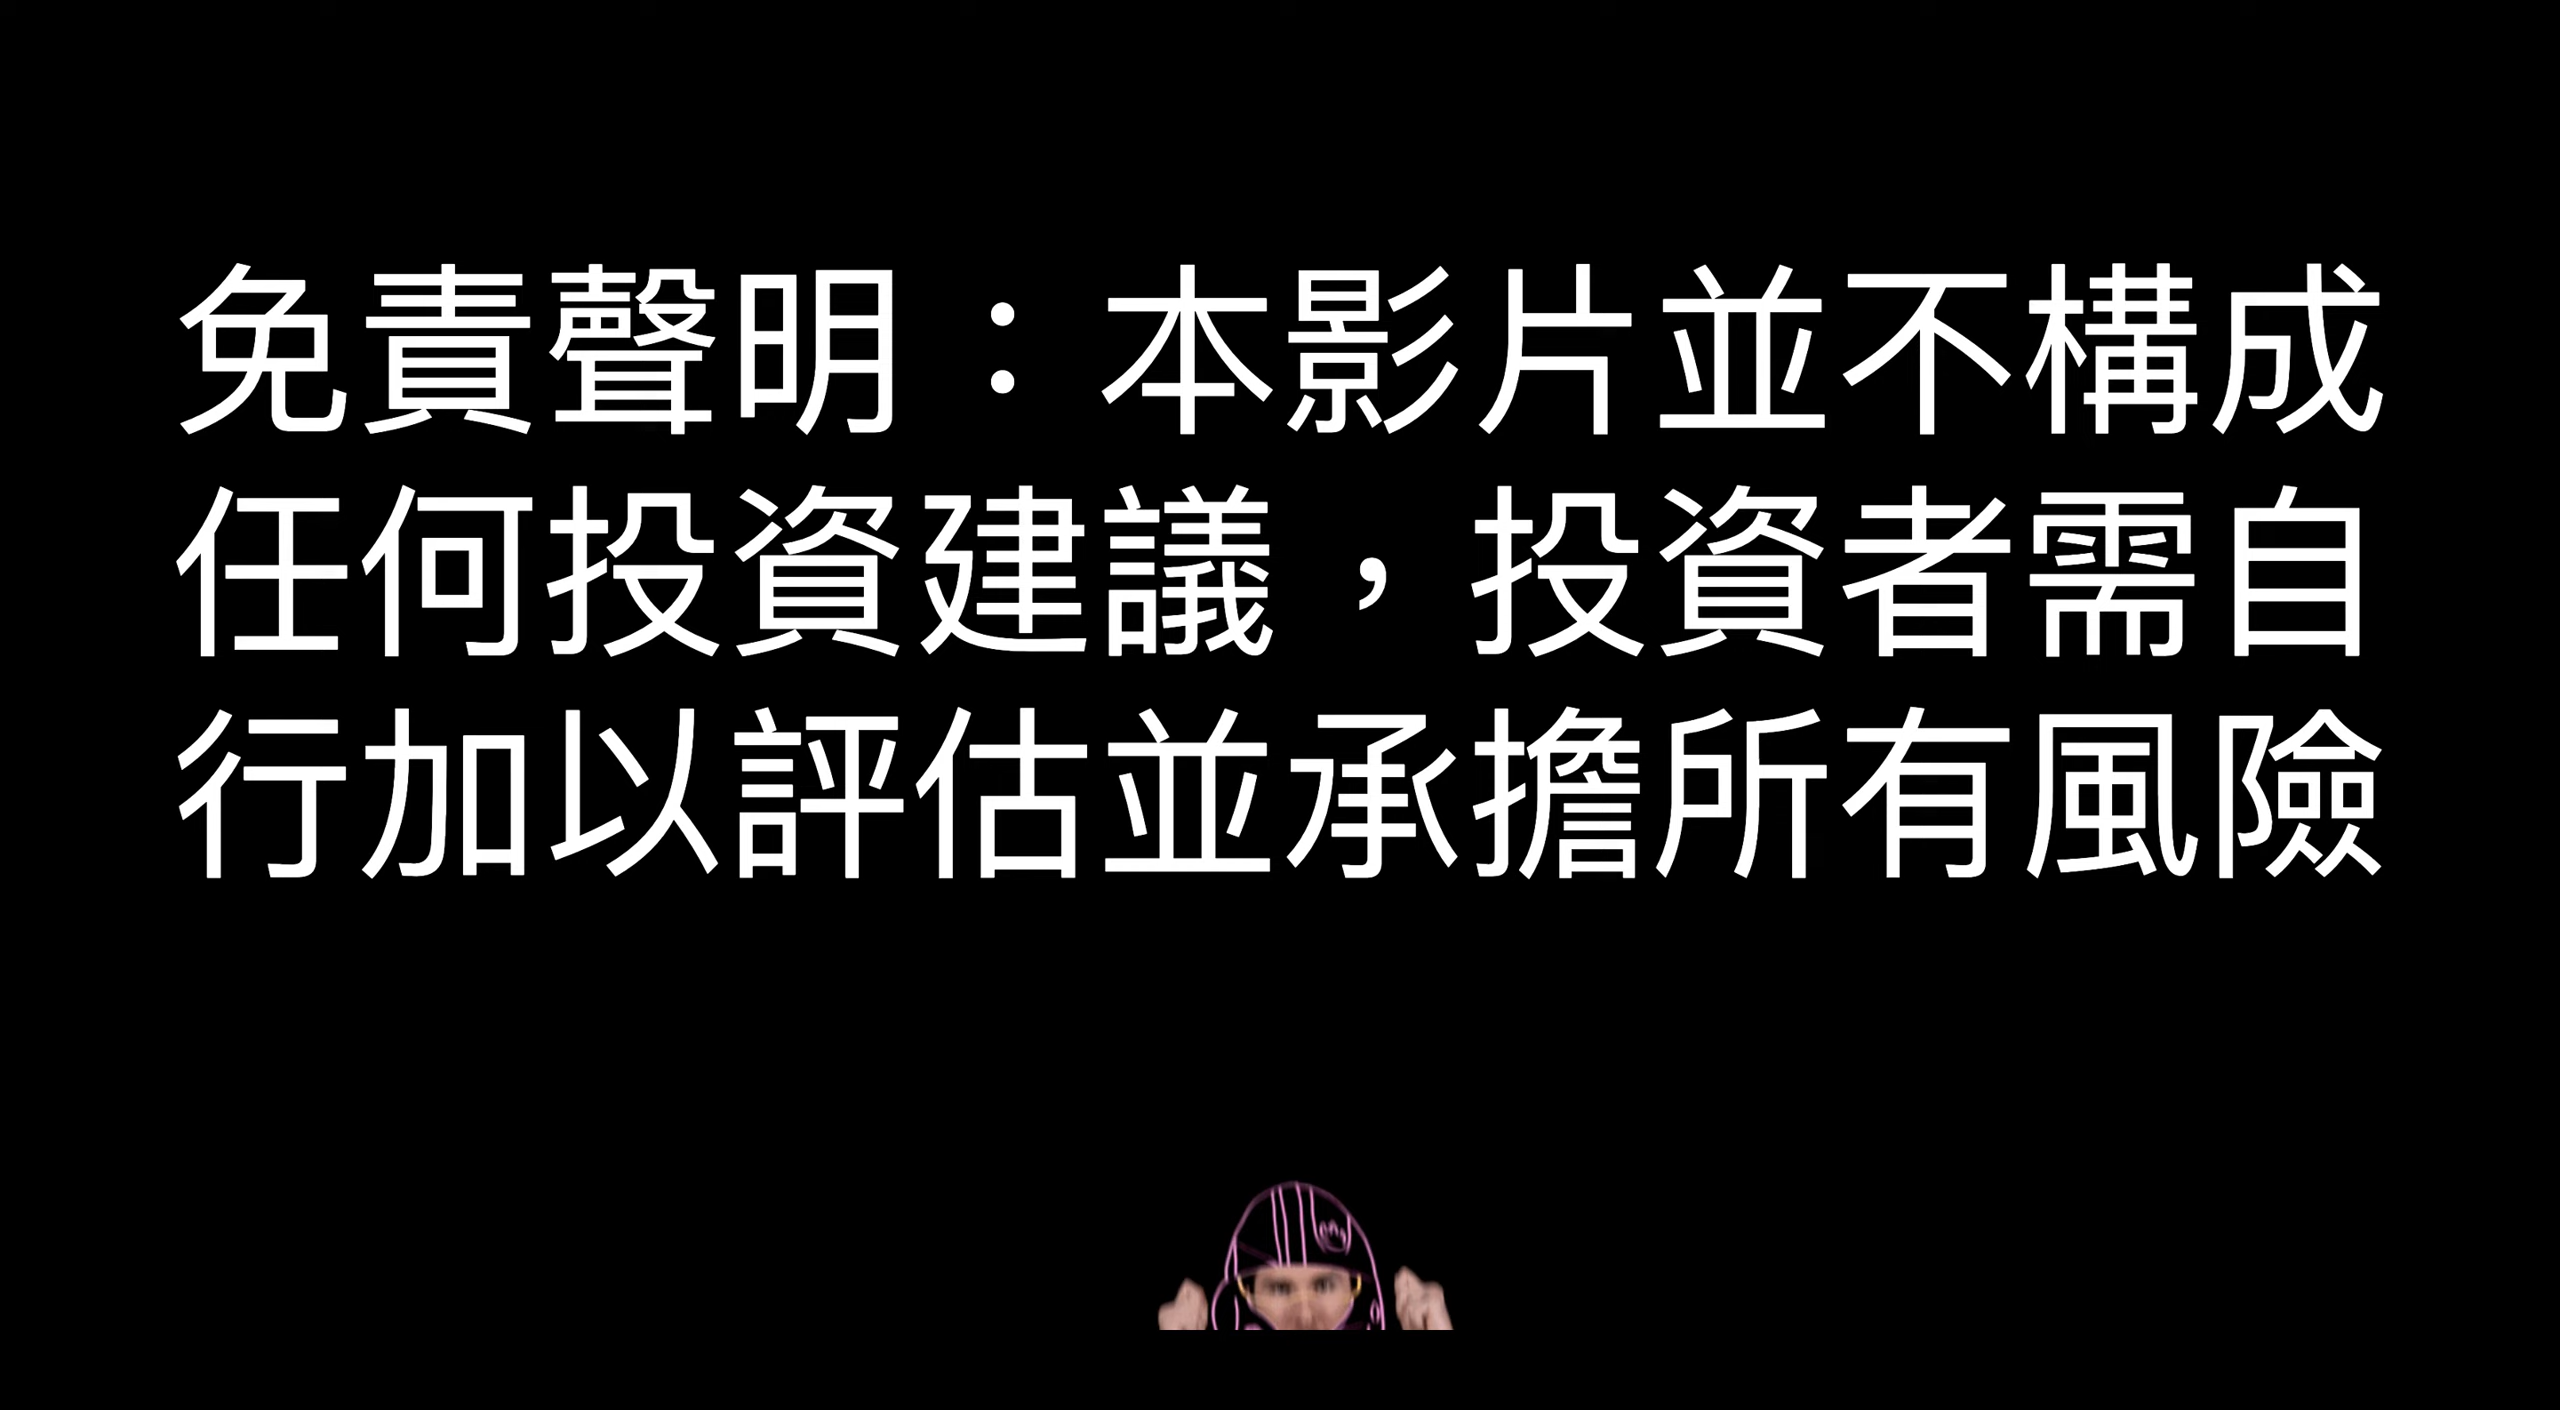 免責聲明：本影片並不構成
任何投資建議，投資者需自
行加以評估並承擔所有風險